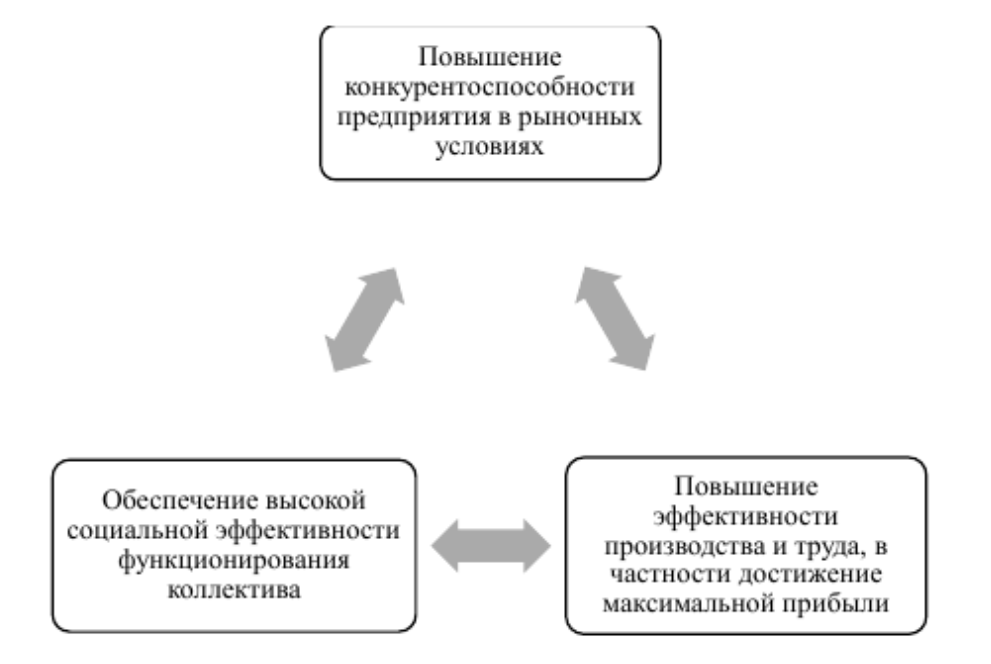 Повышение
конкурентоспособности
предприятия в рыночных
условиях
Обеспечение высокой
социальной эффективности
функционирования
коллектива
Повышение
эффективности
производства и труда, в
частности достижение
максимальной прибыли